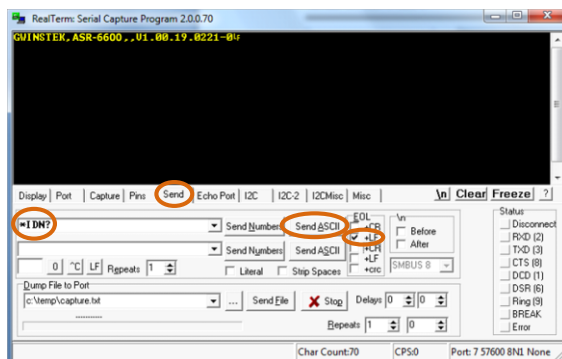 RealTerm: Serial Capture Program 2.0.0.70
GWINSTEK,ASR-6600,,V1.00.19.0221-0LF
Display Port Capture Pins Send Echo Port I2C I2C-2 I2CMisc Misc \n Clear Freeze ?
*IDN? Send Numbers Send ASCII
Send Numbers Send ASCII
0 ^C LF Repeats 1 Literal Strip Spaces
EOL
+CR
+LF
+CR
+LF
+crc
\n
Before
After
SMBUS 8
Dump File to Port
c:\temp\capture.txt ... Send File Stop Delays 0 0
Repeats 1 0
Status
Disconnect
RXD (2)
TXD (3)
CTS (8)
DCD (1)
DSR (6)
Ring (9)
BREAK
Error
Char Count:70 CPS:0 Port: 7 57600 8N1 None